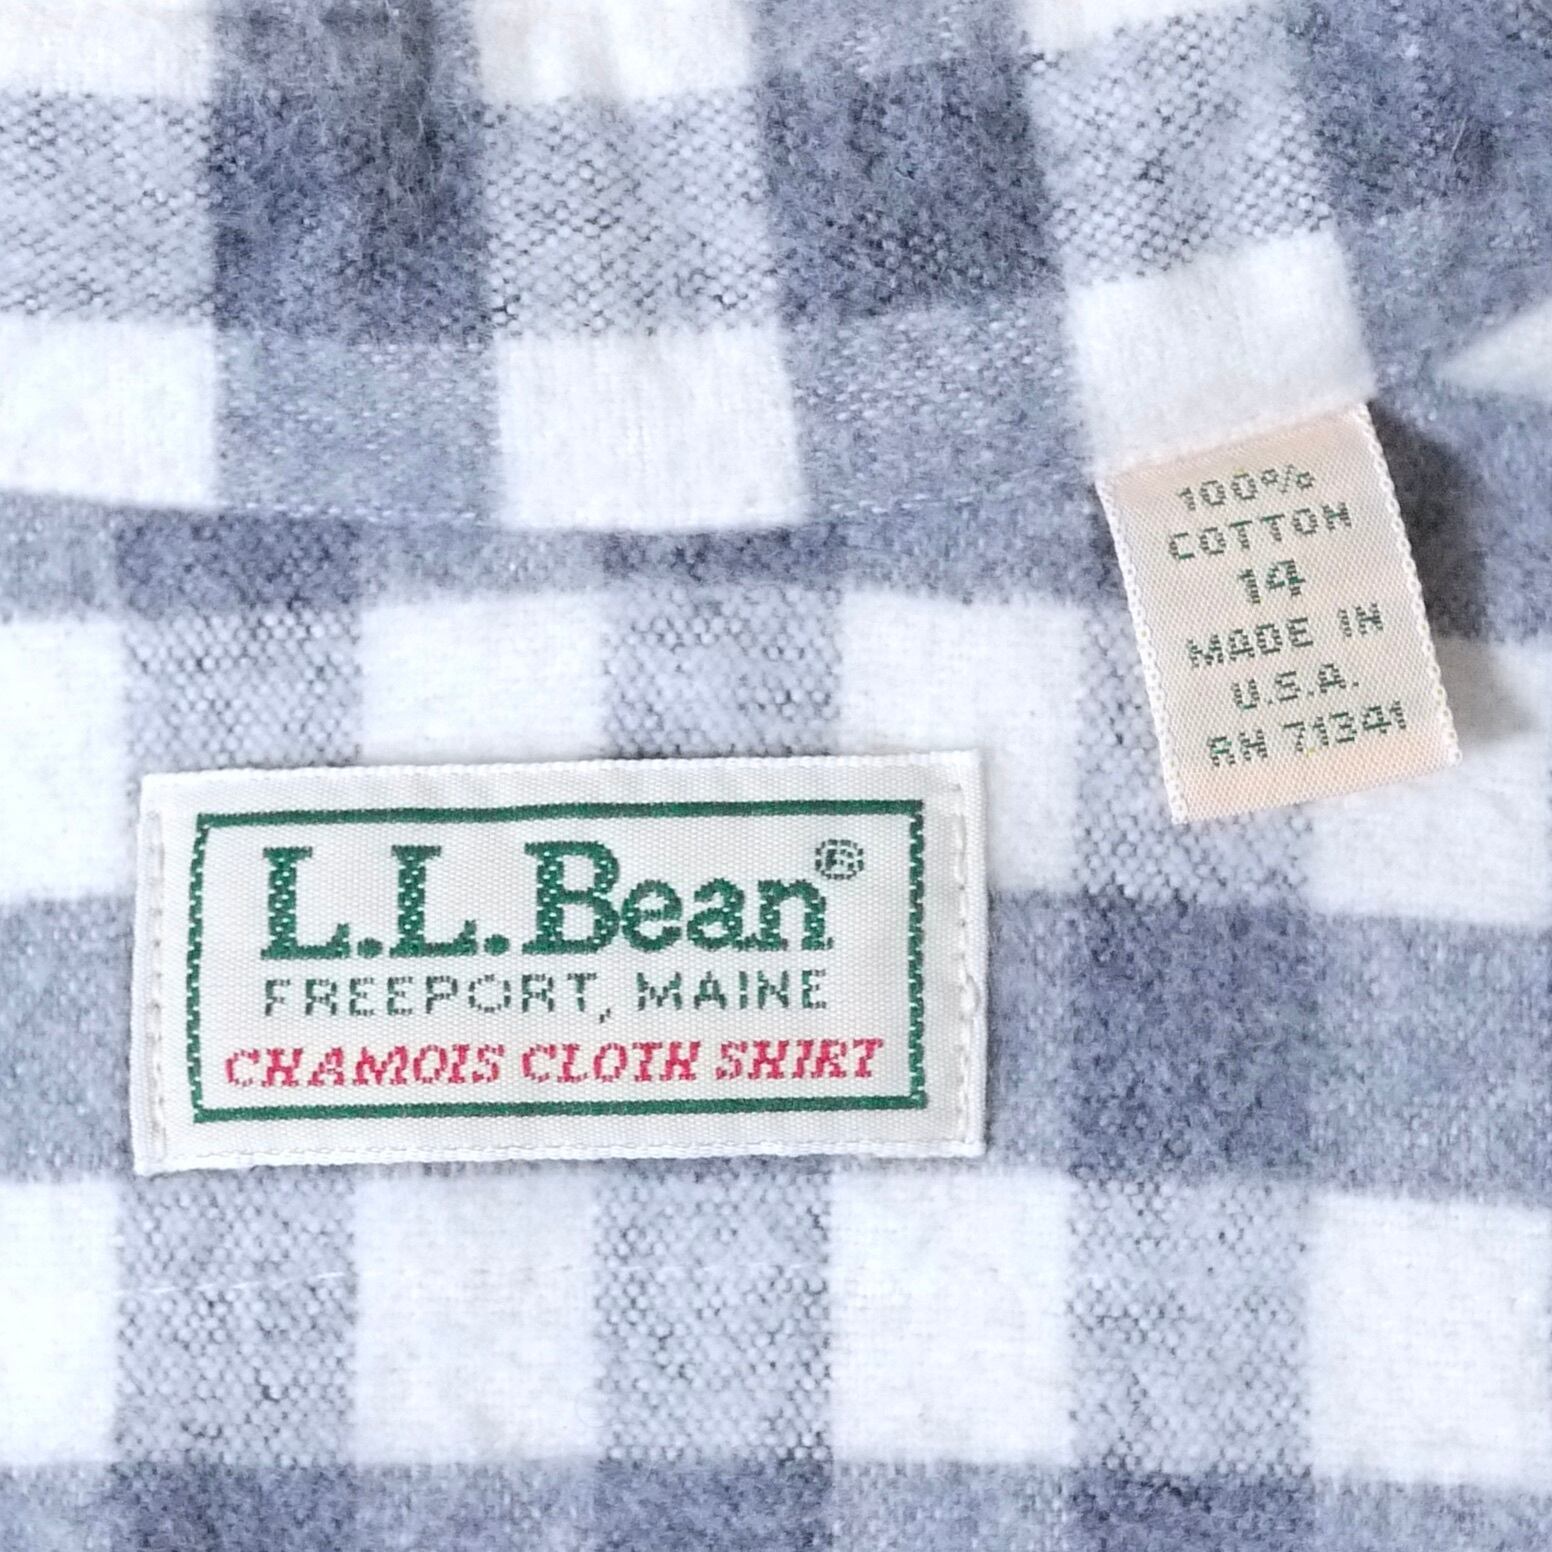 100%
COTTON
14
MADE IN
U.S.A.
RN 71341
L.L.Bean®
FREEPORT, MAINE
CHAMOIS CLOTH SHIRT